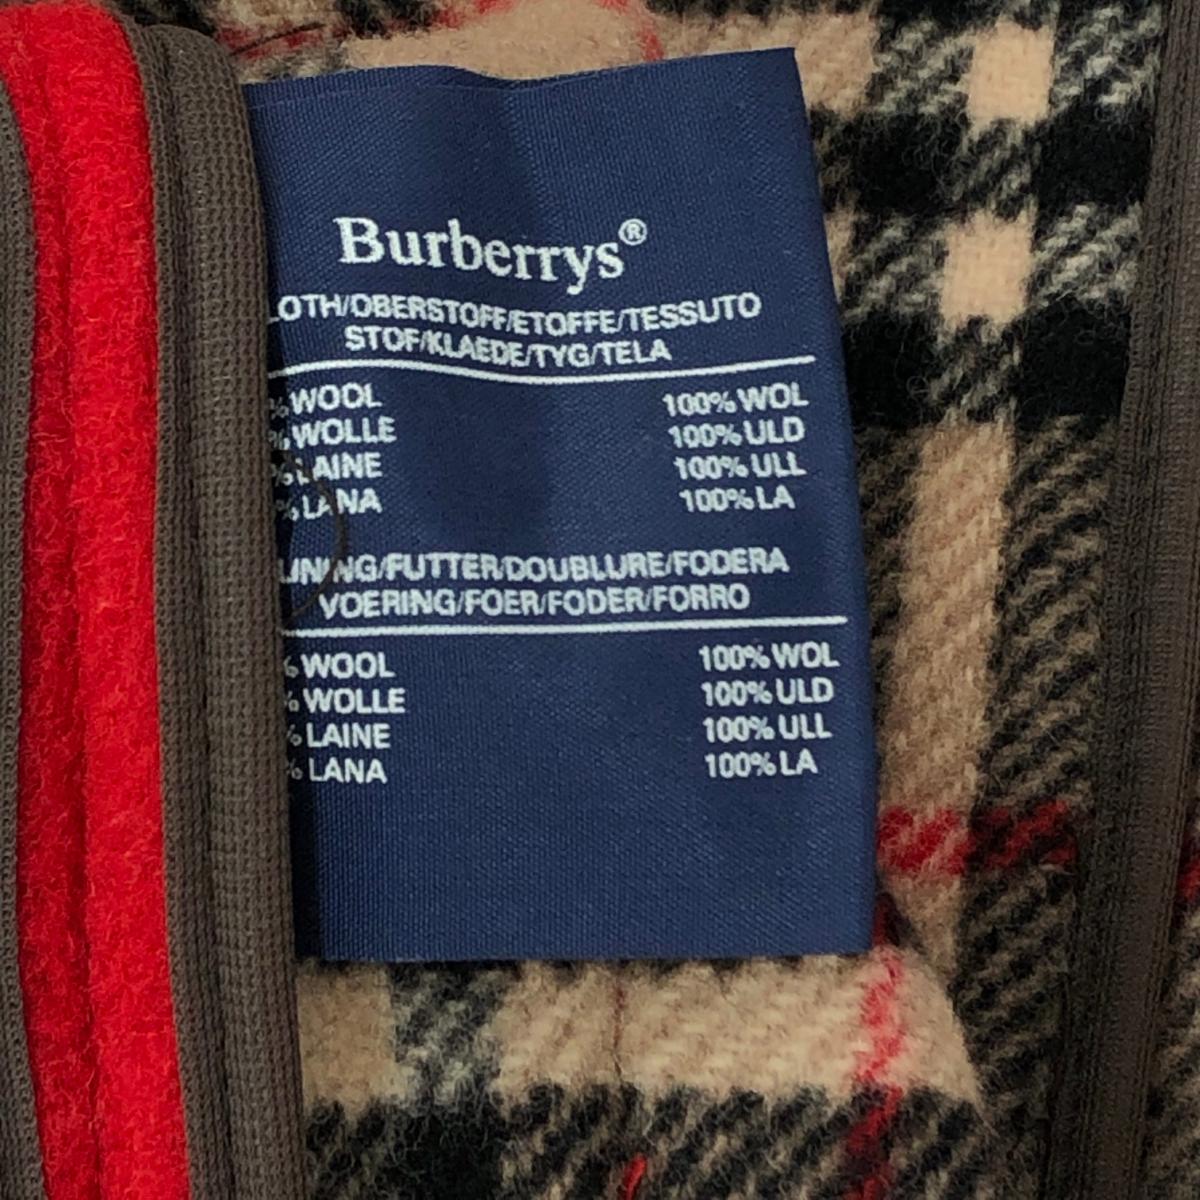 Burberrys®
LOTH/OBERSTOFF/ETOFFE/TESSUTO
STOF/KLAEDE/TYG/TELA
% WOOL 100% WOL
% WOLLE 100% ULD
% LAINE 100% ULL
% LANA 100% LA
LINING/FUTTER/DOUBLURE/FODERA
VOERING/FOER/FODER/FORRO
% WOOL 100% WOL
% WOLLE 100% ULD
% LAINE 100% ULL
% LANA 100% LA